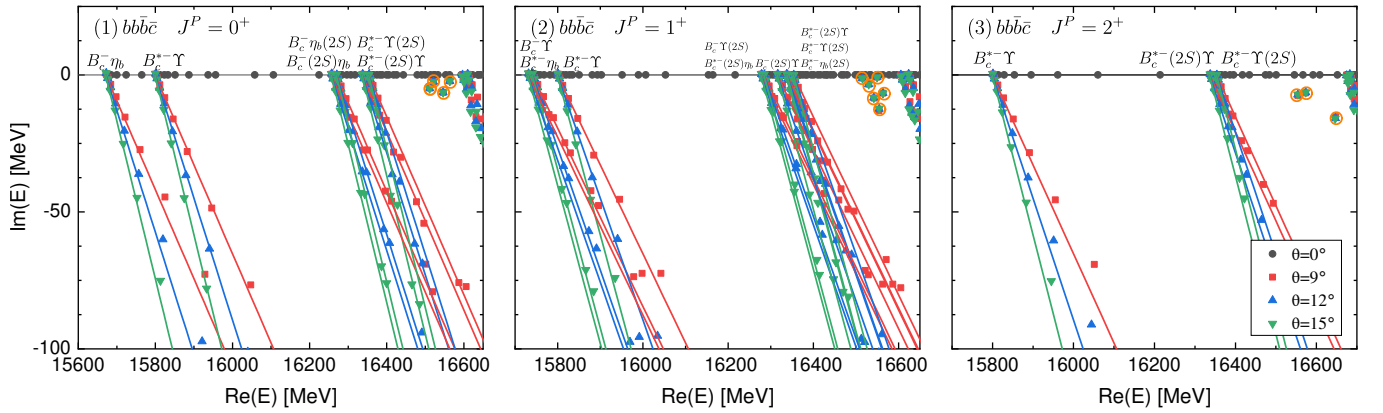 (1) bbb̄c̄ J^P = 0^+
B_c^- η_b(2S) B_c^{*-} Υ(2S)
B_c^- η_b B_c^{*-} Υ B_c^-(2S) η_b B_c^{*-}(2S) Υ
(2) bbb̄c̄ J^P = 1^+
B_c^{*-}(2S) Υ
B_c^- Υ B_c^- Υ(2S) B_c^{*-} Υ(2S)
B_c^{*-} η_b B_c^{*-} Υ B_c^{*-}(2S) η_b B_c^-(2S) Υ B_c^{*-} η_b(2S)
(3) bbb̄c̄ J^P = 2^+
B_c^{*-} Υ B_c^{*-}(2S) Υ B_c^{*-} Υ(2S)
Im(E) [MeV]
0
-50
-100
θ=0°
θ=9°
θ=12°
θ=15°
15600 15800 16000 16200 16400 16600
15800 16000 16200 16400 16600
15800 16000 16200 16400 16600
Re(E) [MeV] Re(E) [MeV] Re(E) [MeV]